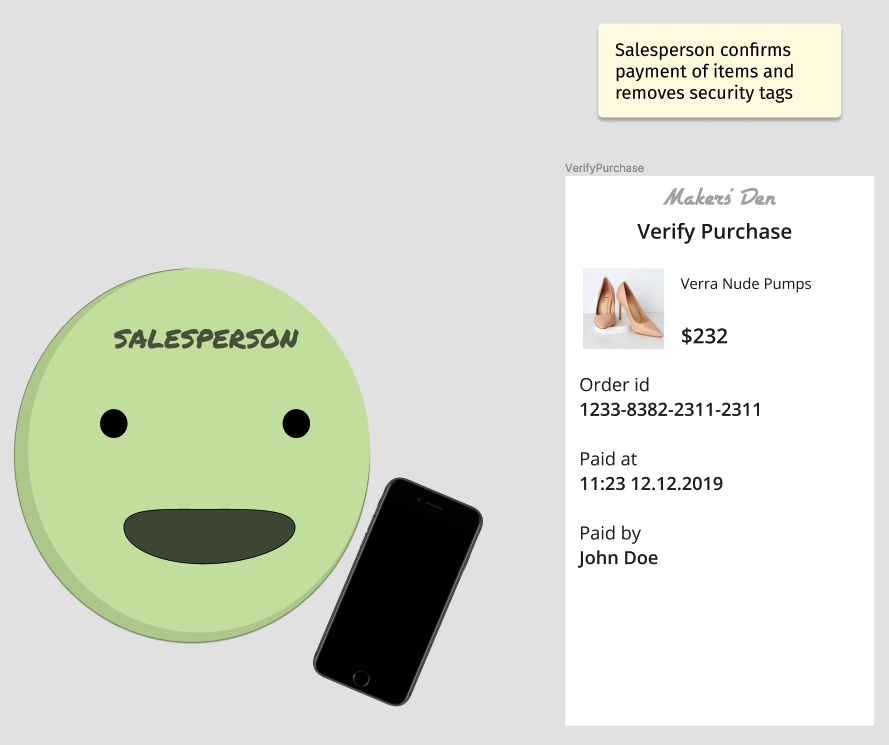 Salesperson confirms
payment of items and
removes security tags
VerifyPurchase
Makers' Den
Verify Purchase
Verra Nude Pumps
$232
Order id
1233-8382-2311-2311
Paid at
11:23 12.12.2019
Paid by
John Doe
SALESPERSON